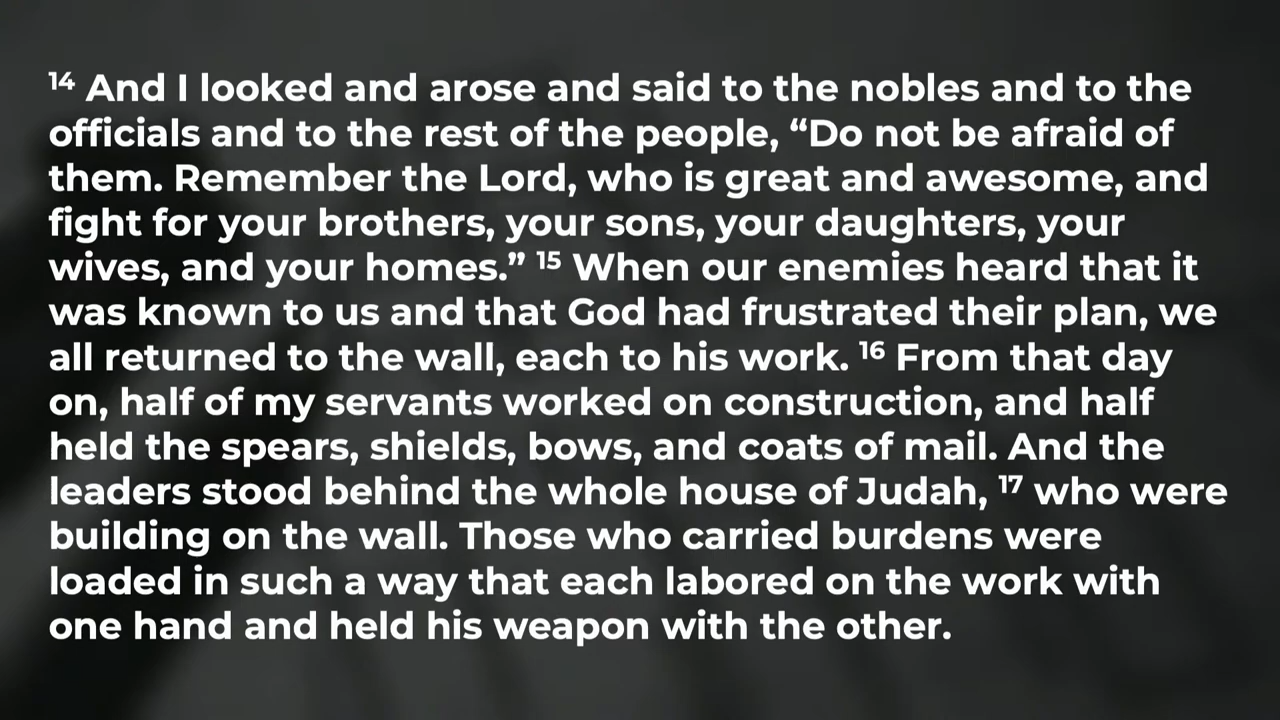 ¹⁴ And I looked and arose and said to the nobles and to the
officials and to the rest of the people, “Do not be afraid of
them. Remember the Lord, who is great and awesome, and
fight for your brothers, your sons, your daughters, your
wives, and your homes.” ¹⁵ When our enemies heard that it
was known to us and that God had frustrated their plan, we
all returned to the wall, each to his work. ¹⁶ From that day
on, half of my servants worked on construction, and half
held the spears, shields, bows, and coats of mail. And the
leaders stood behind the whole house of Judah, ¹⁷ who were
building on the wall. Those who carried burdens were
loaded in such a way that each labored on the work with
one hand and held his weapon with the other.